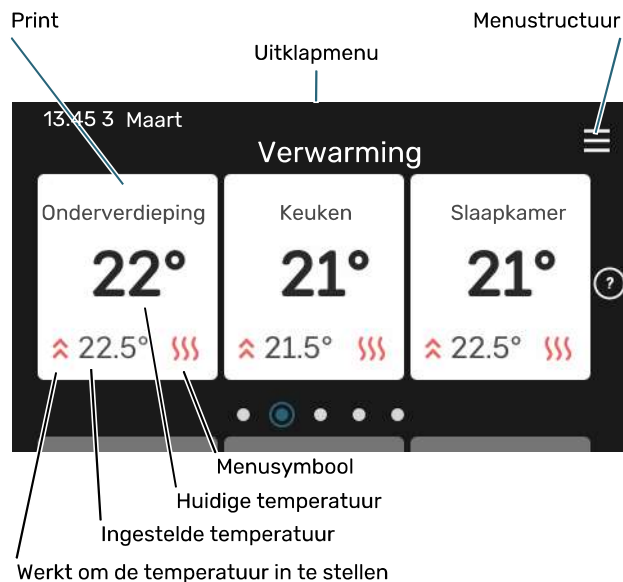 Print
Menustructuur
Uitklapmenu
13.45 3 Maart
Verwarming
Onderverdieping
Keuken
Slaapkamer
22°
21°
21°
?
22.5°
21.5°
22.5°
Menusymbool
Huidige temperatuur
Ingestelde temperatuur
Werkt om de temperatuur in te stellen